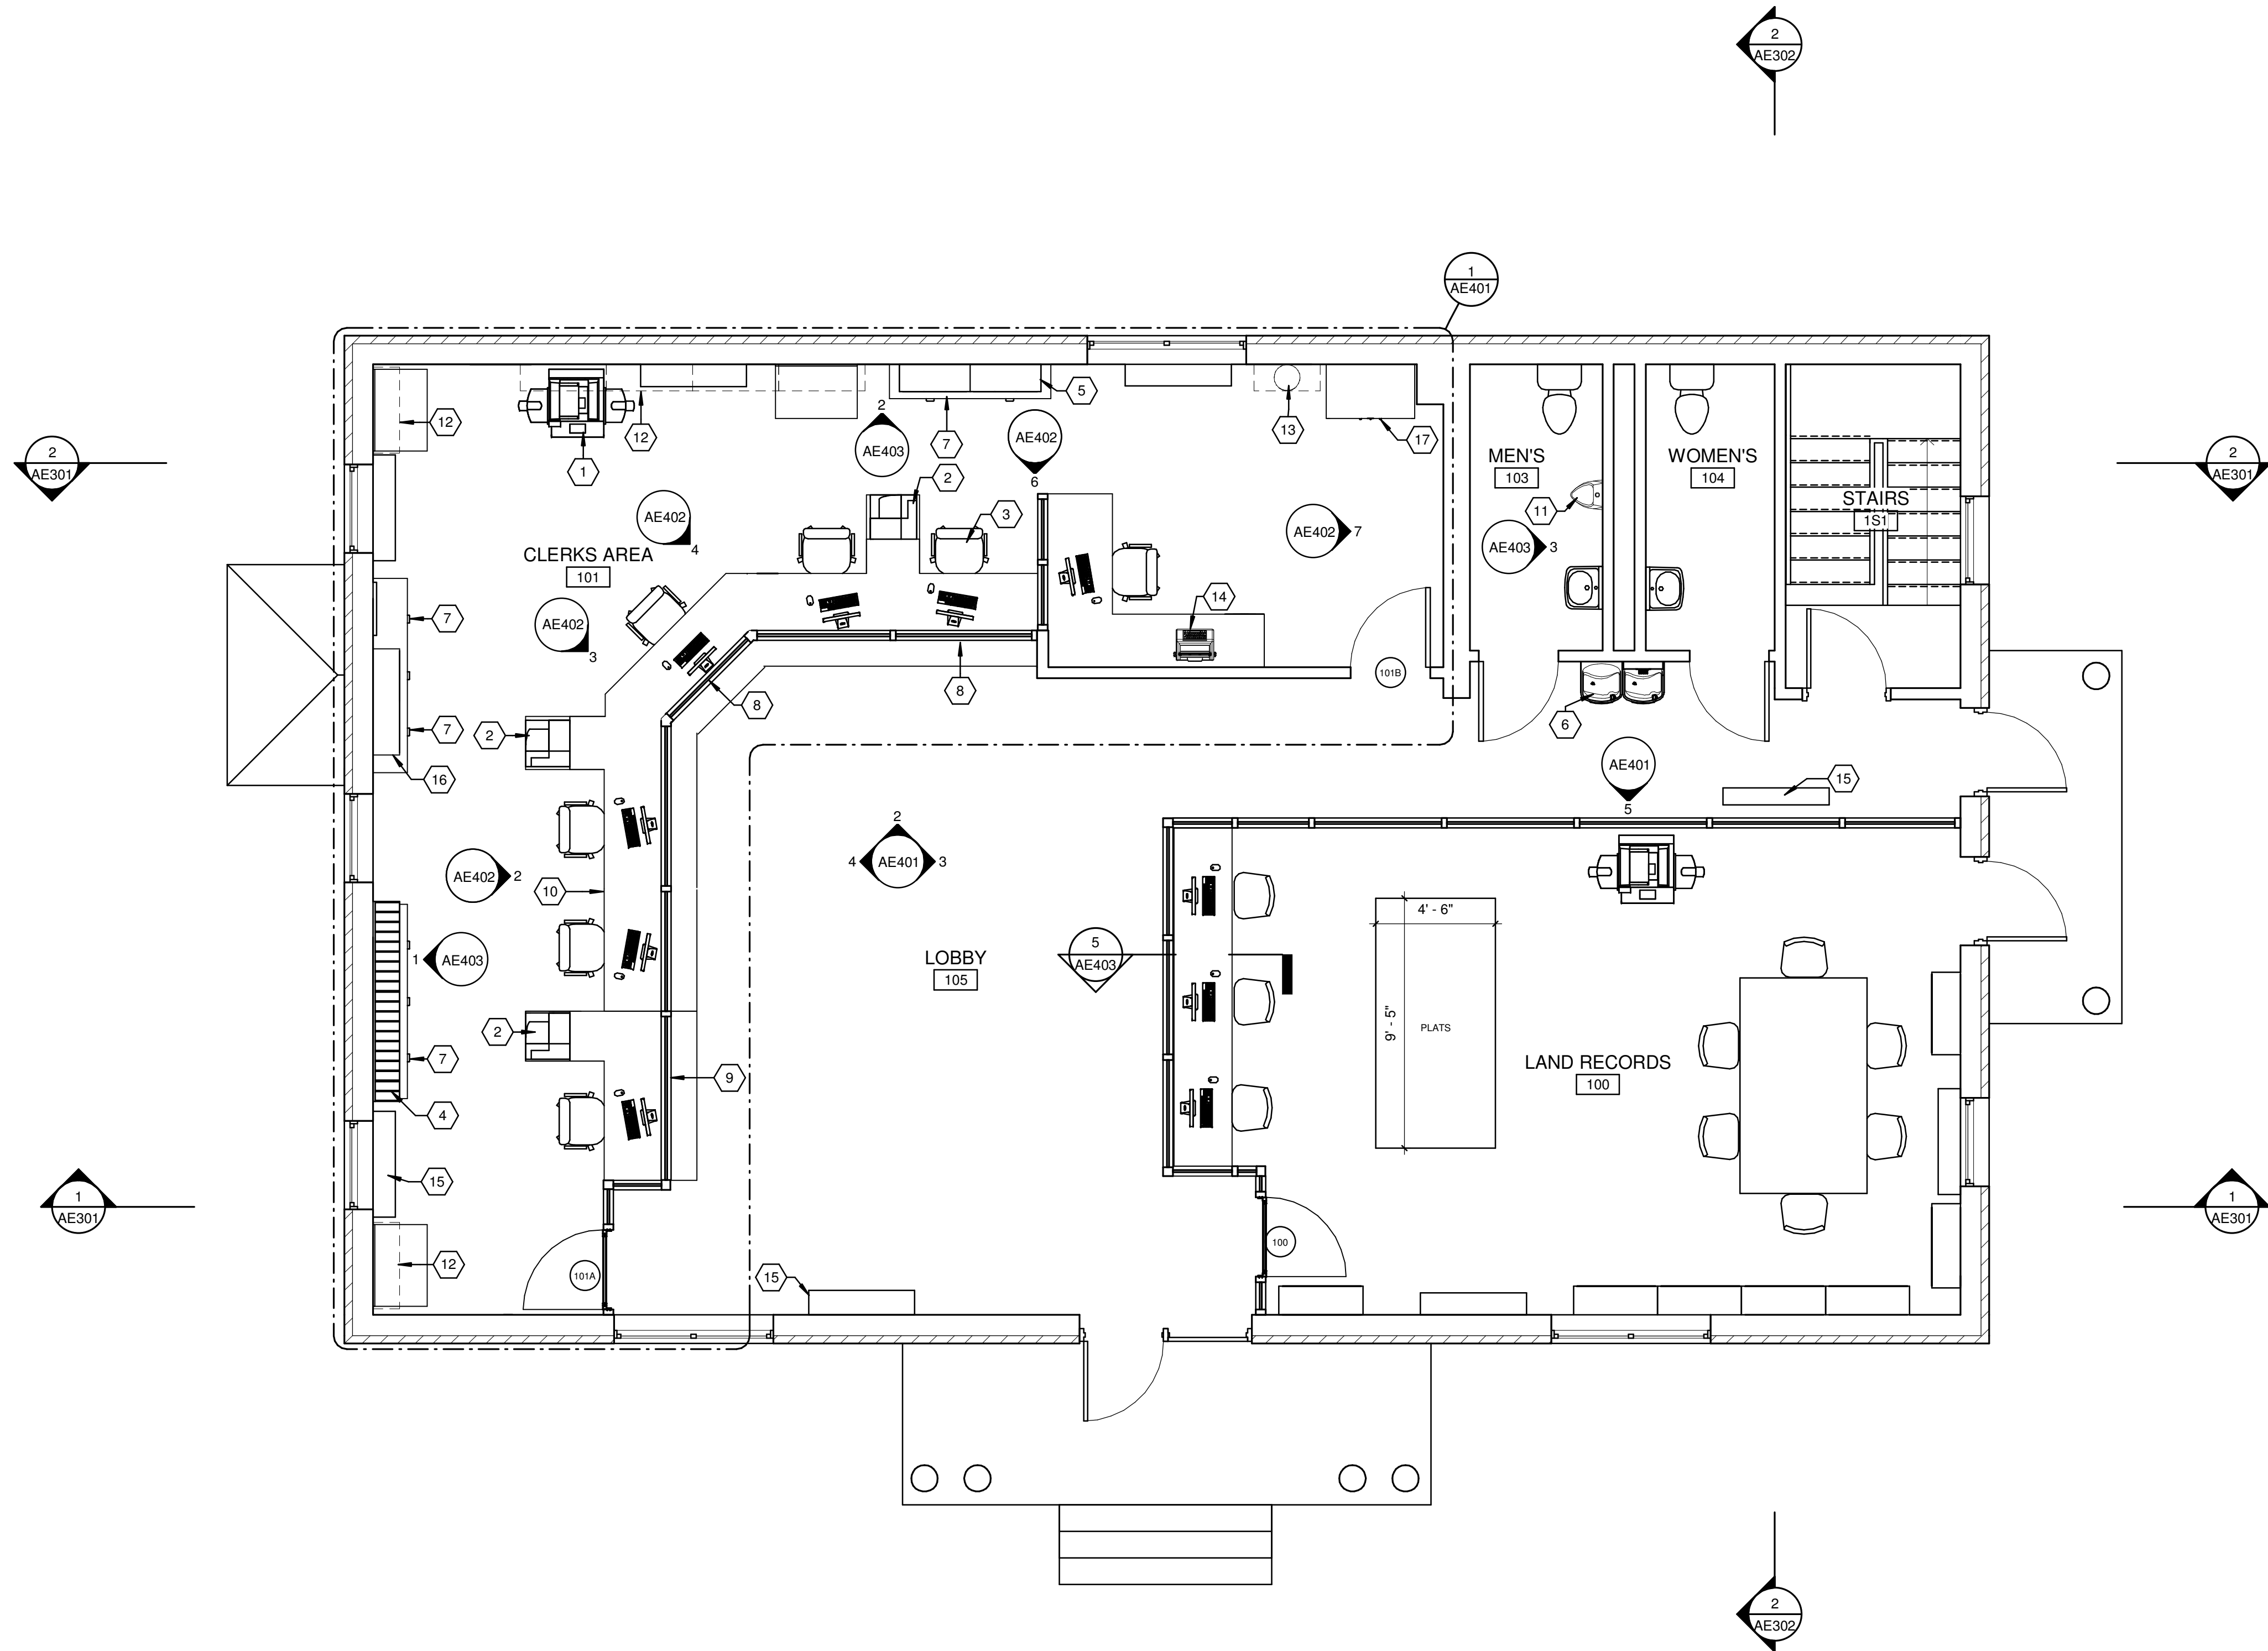 2
AE302
1
AE401
2
AE301
2
AE301
12
1
12
2
AE403
7
5
AE402
6
13
17
MEN'S
103
WOMEN'S
104
STAIRS
1S1
2
3
11
AE402
4
AE402
7
AE403
3
CLERKS AREA
101
AE402
3
7
14
8
8
101B
6
2
7
16
AE401
5
15
AE402
2
10
2
4
AE401
3
1
AE403
LOBBY
105
5
AE403
4' - 6"
9' - 5"
PLATS
LAND RECORDS
100
2
7
9
4
15
1
AE301
1
AE301
12
101A
15
100
2
AE302